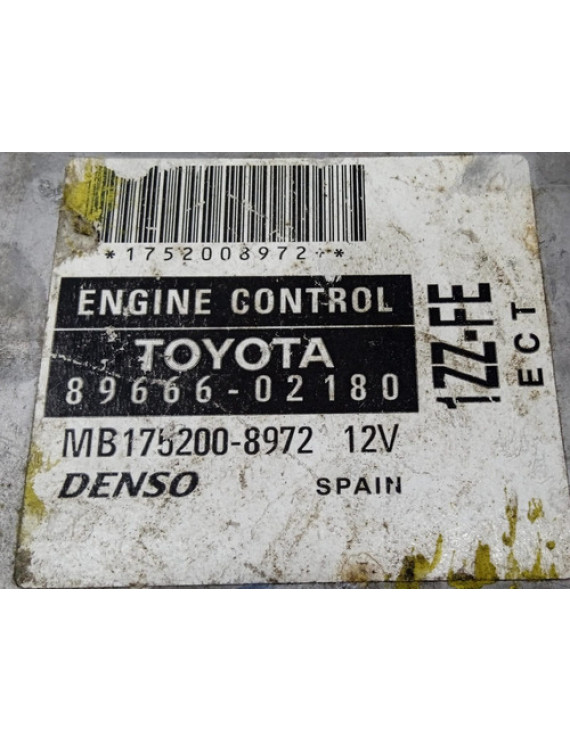 *1752008972+*
ENGINE CONTROL
TOYOTA
89666-02180
MB175200-8972 12V
DENSO SPAIN
1ZZ-FE
ECT